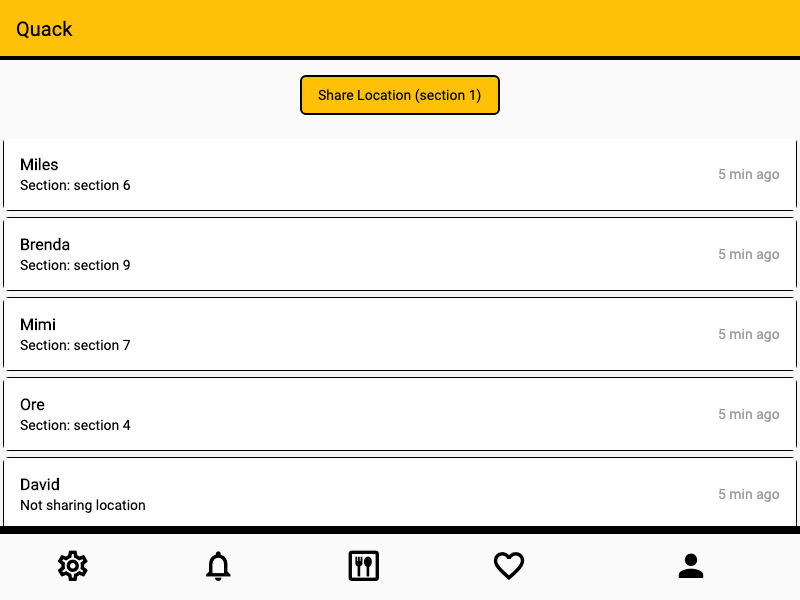 Quack
Share Location (section 1)
Miles
Section: section 6
5 min ago
Brenda
Section: section 9
5 min ago
Mimi
Section: section 7
5 min ago
Ore
Section: section 4
5 min ago
David
Not sharing location
5 min ago